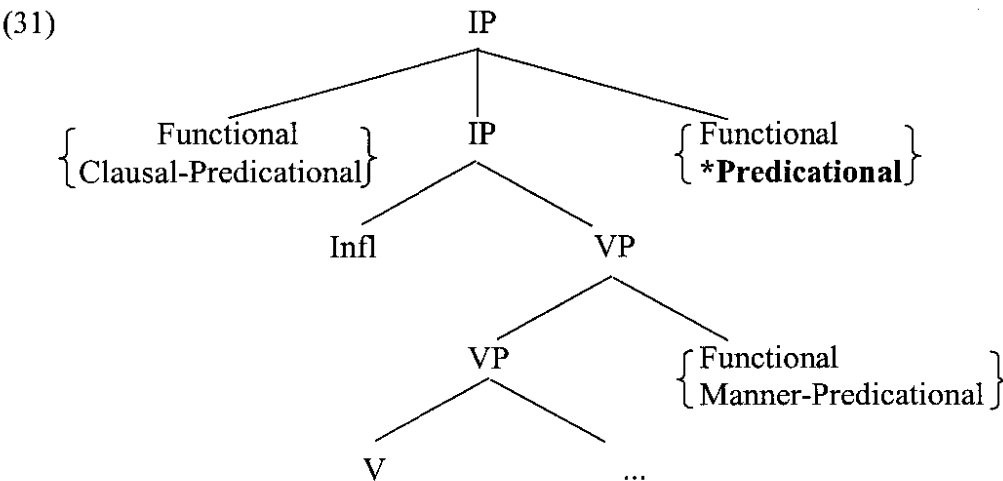 (31) IP
Functional IP Functional
Clausal-Predicational *Predicational
Infl VP
VP Functional
Manner-Predicational
V ...